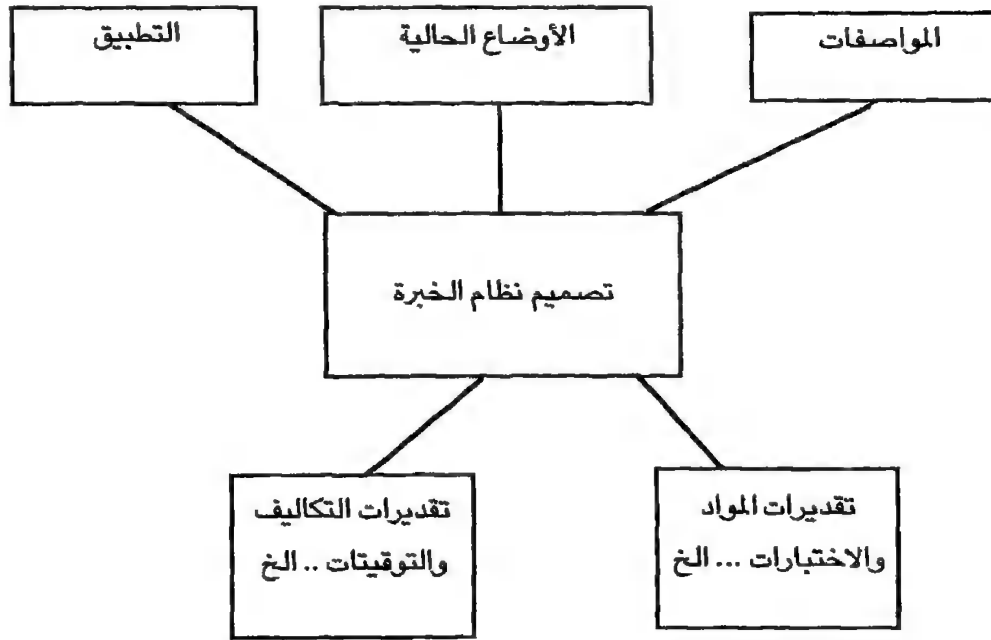 المواصفات
الأوضاع الحالية
التطبيق
تصميم نظام الخبرة
تقديرات المواد
والاختبارات ... الخ
تقديرات التكاليف
والتوقيتات .. الخ